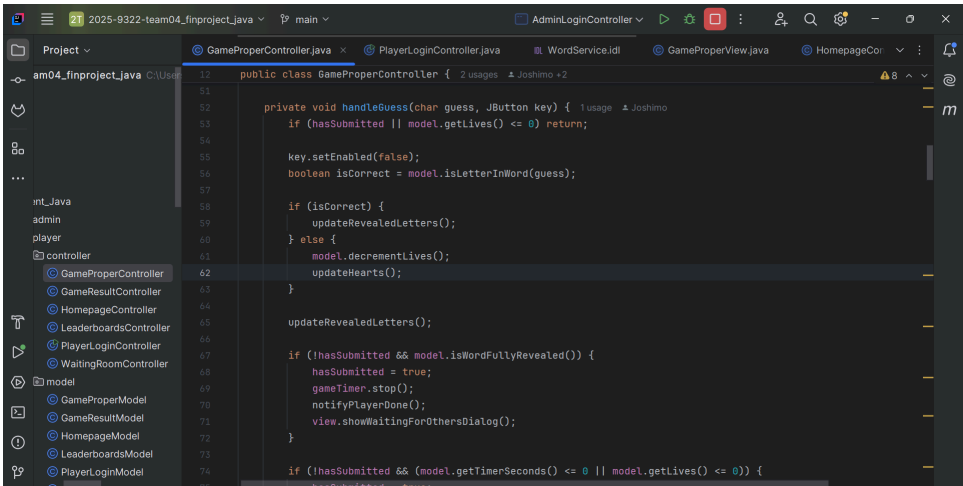 2T 2025-9322-team04_finproject_java main AdminLoginController
Project
GameProperController.java PlayerLoginController.java IDL WordService.idl GameProperView.java HomepageCon
am04_finproject_java C:\User
12 public class GameProperController { 2 usages Joshimo +2
8
51
52 private void handleGuess(char guess, JButton key) { 1 usage Joshimo
53 if (hasSubmitted || model.getLives() <= 0) return;
54
55 key.setEnabled(false);
56 boolean isCorrect = model.isLetterInWord(guess);
57
58 if (isCorrect) {
59 updateRevealedLetters();
60 } else {
61 model.decrementLives();
62 updateHearts();
63 }
64
65 updateRevealedLetters();
66
67 if (!hasSubmitted && model.isWordFullyRevealed()) {
68 hasSubmitted = true;
69 gameTimer.stop();
70 notifyPlayerDone();
71 view.showWaitingForOthersDialog();
72 }
73
74 if (!hasSubmitted && (model.getTimerSeconds() <= 0 || model.getLives() <= 0)) {
ent_Java
admin
player
controller
GameProperController
GameResultController
HomepageController
LeaderboardsController
PlayerLoginController
WaitingRoomController
model
GameProperModel
GameResultModel
HomepageModel
LeaderboardsModel
PlayerLoginModel
m